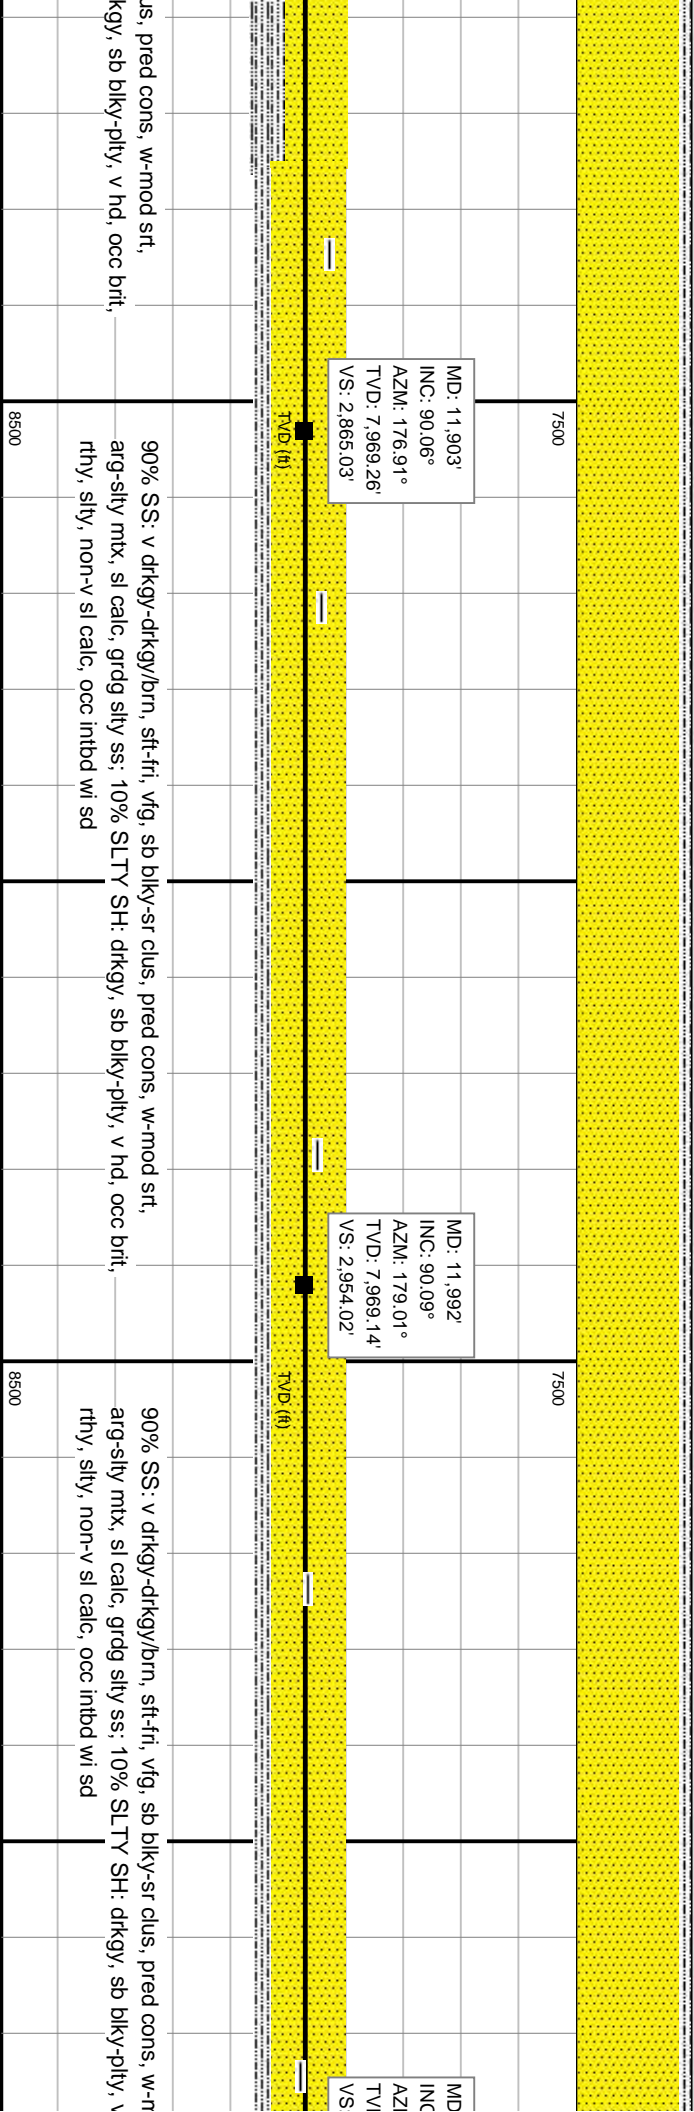 us, pred cons, w-mod srt,
kgy, sb blky-plty, v hd, occ brit,
MD: 11,903'
INC: 90.06°
AZM: 176.91°
TVD: 7,969.26'
VS: 2,865.03'
7500
TVD (ft)
8500
90% SS: v drkgy-drkgy/brn, sft-fri, vfg, sb blky-sr clus, pred cons, w-mod srt,
arg-slty mtx, sl calc, grdg slty ss; 10% SLTY SH: drkgy, sb blky-plty, v hd, occ brit,
rthy, slty, non-v sl calc, occ intbd wi sd
MD: 11,992'
INC: 90.09°
AZM: 179.01°
TVD: 7,969.14'
VS: 2,954.02'
7500
TVD (ft)
8500
90% SS: v drkgy-drkgy/brn, sft-fri, vfg, sb blky-sr clus, pred cons, w-m
arg-slty mtx, sl calc, grdg slty ss; 10% SLTY SH: drkgy, sb blky-plty, v
rthy, slty, non-v sl calc, occ intbd wi sd
MD
INC
AZI
TVI
VS: